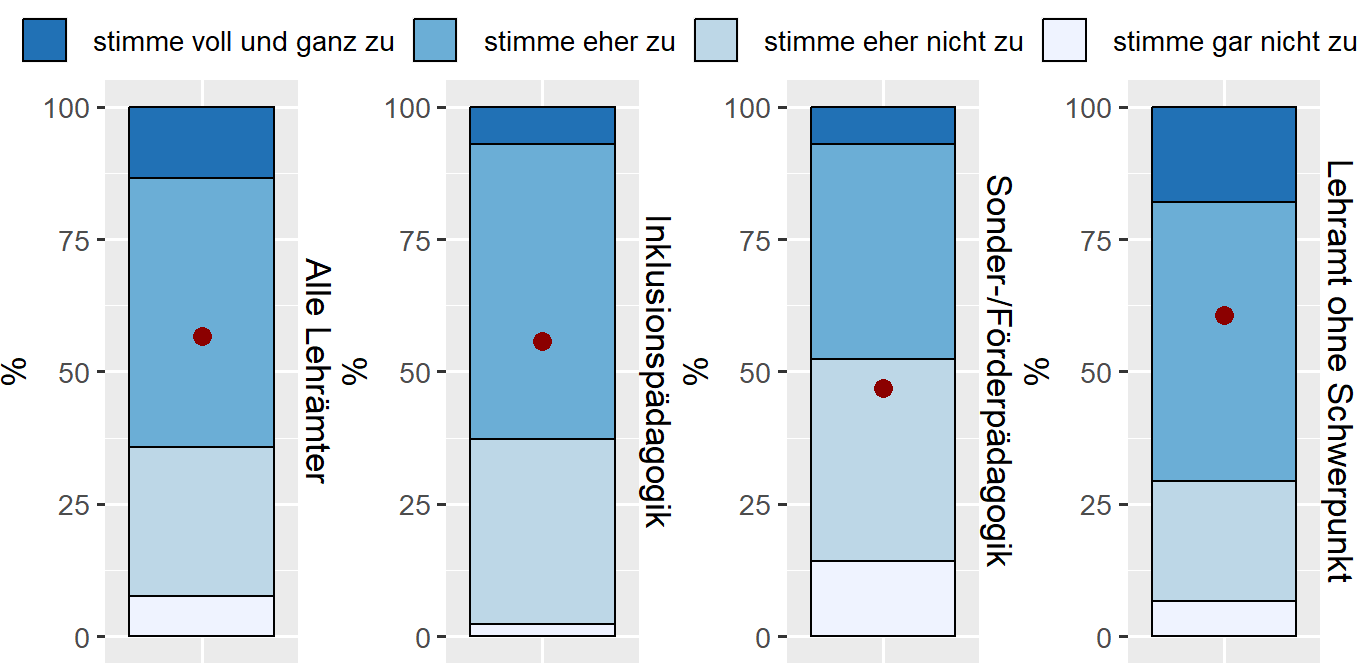 stimme voll und ganz zu stimme eher zu stimme eher nicht zu stimme gar nicht zu
100 100 100 100
75 75 75 75
50 50 50 50
25 25 25 25
0 0 0 0
% % % %
Alle Lehrämter
Inklusionspädagogik
Sonder-/Förderpädagogik
Lehramt ohne Schwerpunkt